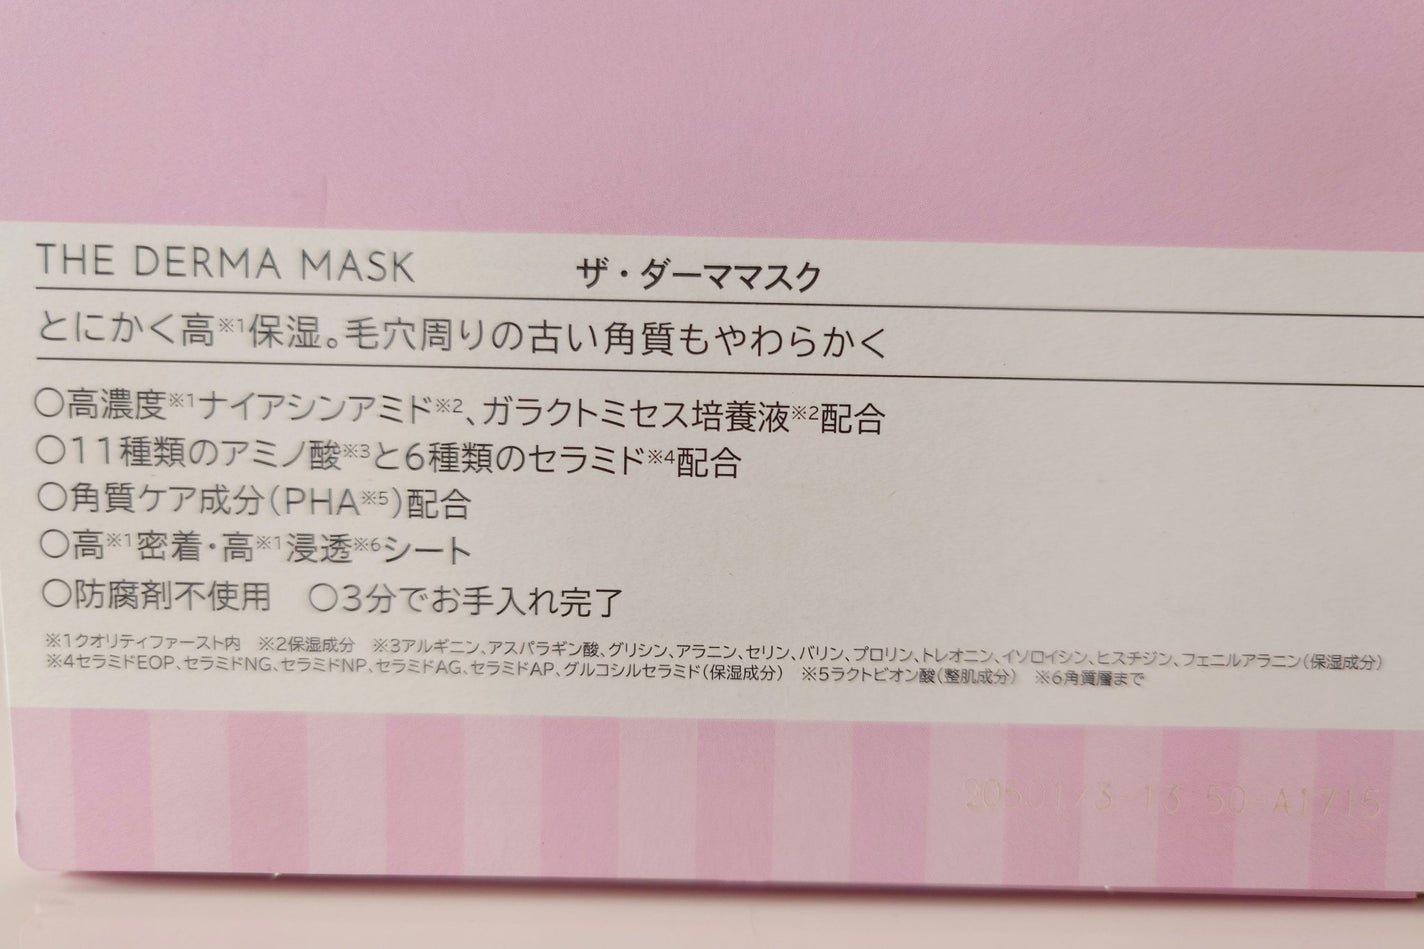 THE DERMA MASK ザ・ダーママスク
とにかく高※1保湿。毛穴周りの古い角質もやわらかく
〇高濃度※1ナイアシンアミド※2、ガラクトミセス培養液※2配合
〇11種類のアミノ酸※3と6種類のセラミド※4配合
〇角質ケア成分(PHA※5)配合
〇高※1密着・高※1浸透※6シート
〇防腐剤不使用 〇3分でお手入れ完了
※1クオリティファースト内 ※2保湿成分 ※3アルギニン、アスパラギン酸、グリシン、アラニン、セリン、バリン、プロリン、トレオニン、イソロイシン、ヒスチジン、フェニルアラニン(保湿成分)
※4セラミドEOP、セラミドNG、セラミドNP、セラミドAG、セラミドAP、グルコシルセラミド(保湿成分) ※5ラクトビオン酸(整肌成分) ※6角質層まで